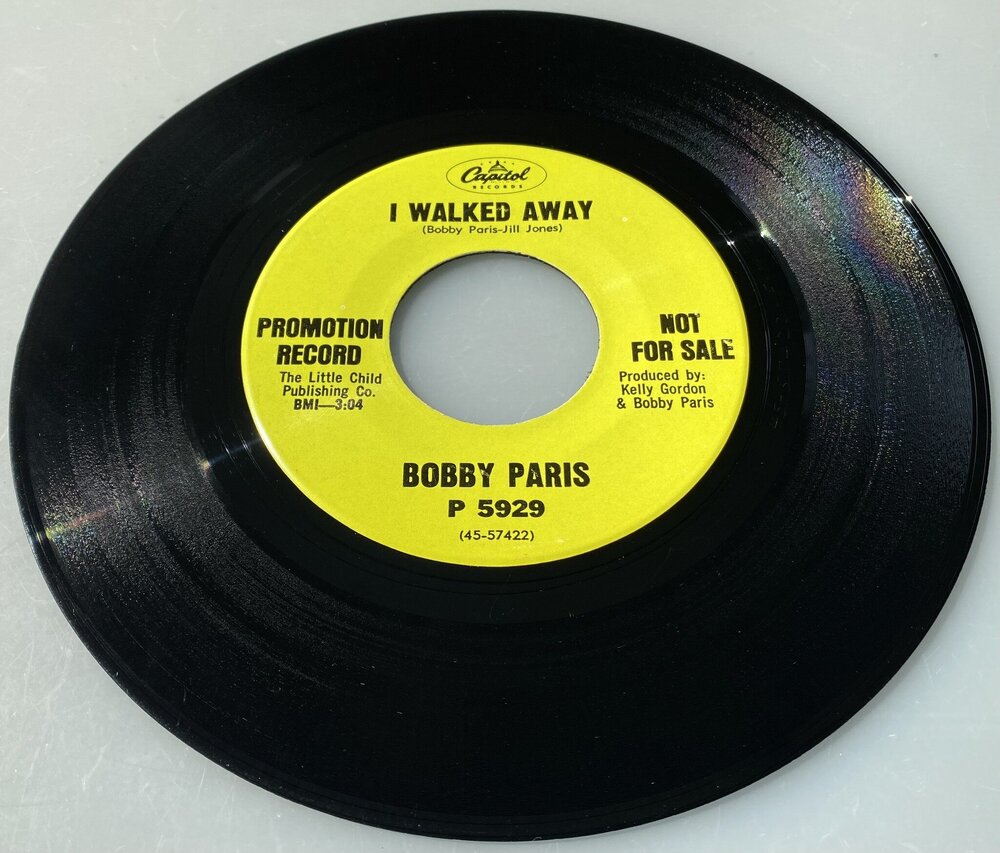 Capitol
RECORDS
I WALKED AWAY
(Bobby Paris-Jill Jones)
PROMOTION
RECORD
The Little Child
Publishing Co.
BMI—3:04
NOT
FOR SALE
Produced by:
Kelly Gordon
& Bobby Paris
BOBBY PARIS
P 5929
(45-57422)